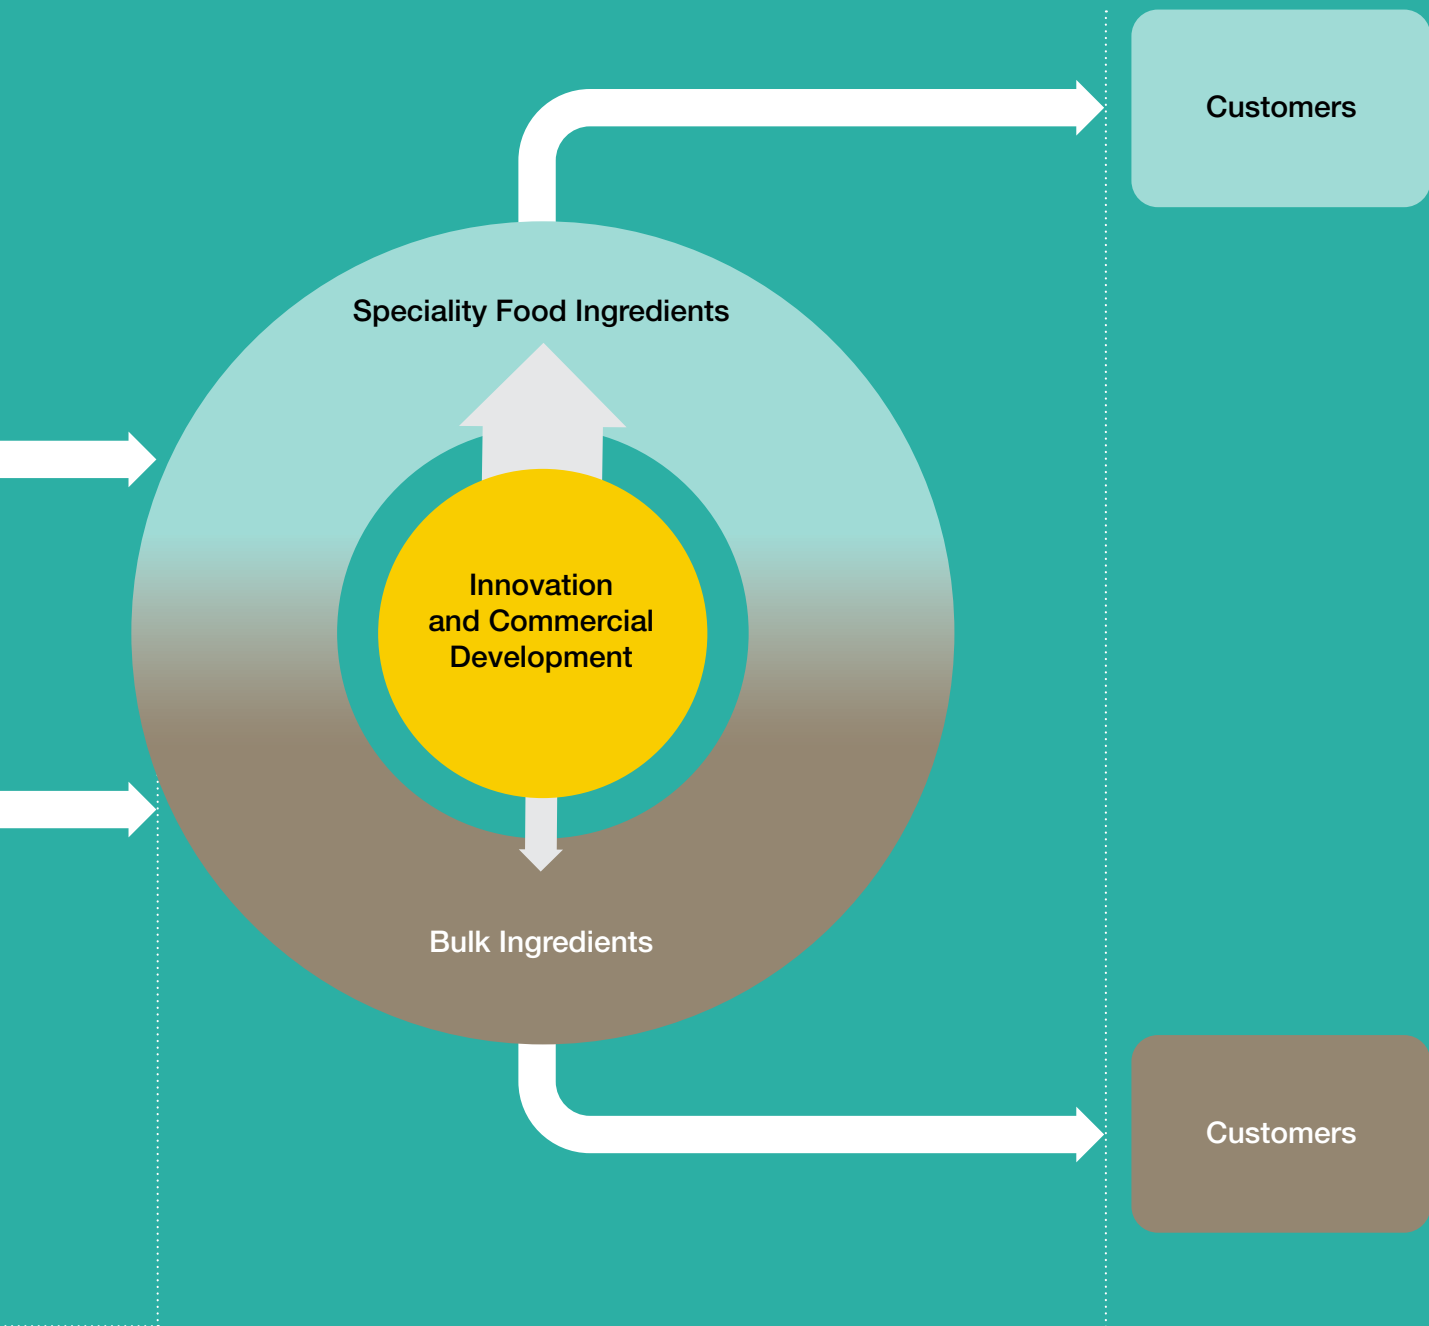 Customers
Speciality Food Ingredients
Innovation
and Commercial
Development
Bulk Ingredients
Customers